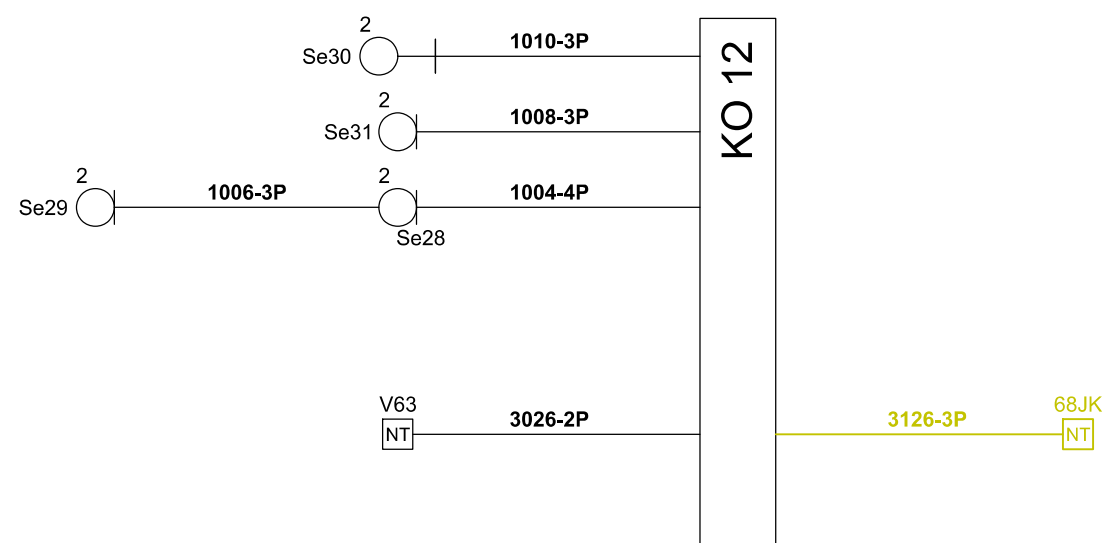 2
Se30
1010-3P
KO 12
2
Se31
1008-3P
2
Se29
1006-3P
2
Se28
1004-4P
V63
NT
3026-2P
3126-3P
68JK
NT